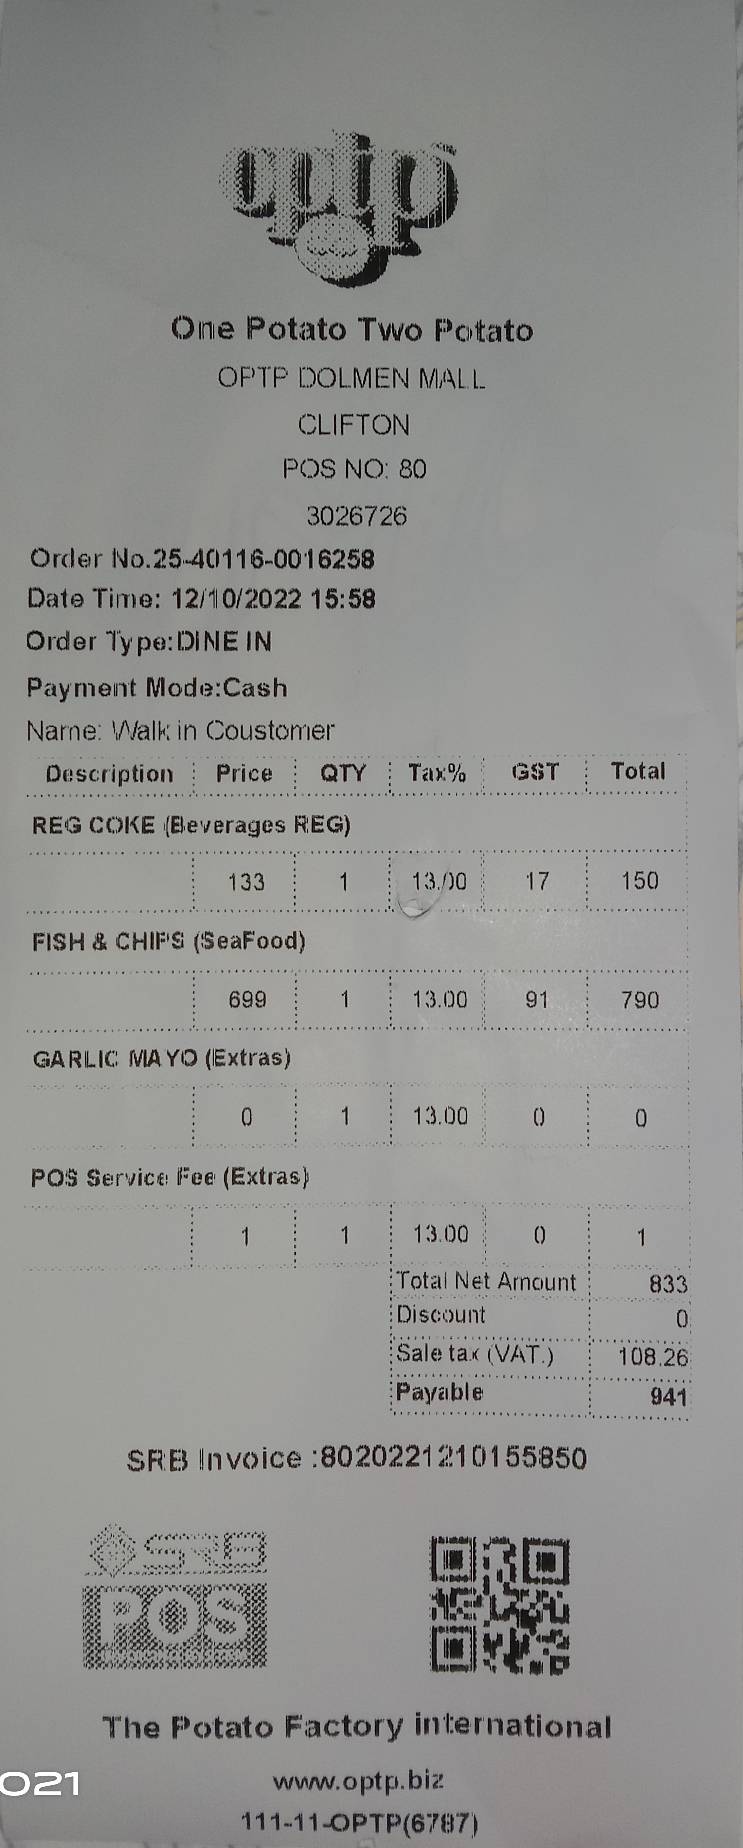 optp
One Potato Two Potato
OPTP DOLMEN MALL
CLIFTON
POS NO: 80
3026726
Order No.25-40116-0016258
Date Time: 12/10/2022 15:58
Order Type:DINE IN
Payment Mode:Cash
Name: Walk in Coustomer
Description Price QTY Tax% GST Total
REG COKE (Beverages REG)
133 1 13.00 17 150
FISH & CHIPS (SeaFood)
699 1 13.00 91 790
GARLIC MAYO (Extras)
0 1 13.00 0 0
POS Service Fee (Extras)
1 1 13.00 0 1
Total Net Amount 833
Discount 0
Sale tax (VAT.) 108.26
Payable 941
SRB Invoice :8020221210155850
SRB
POS
The Potato Factory international
021
www.optp.biz
111-11-OPTP(6787)